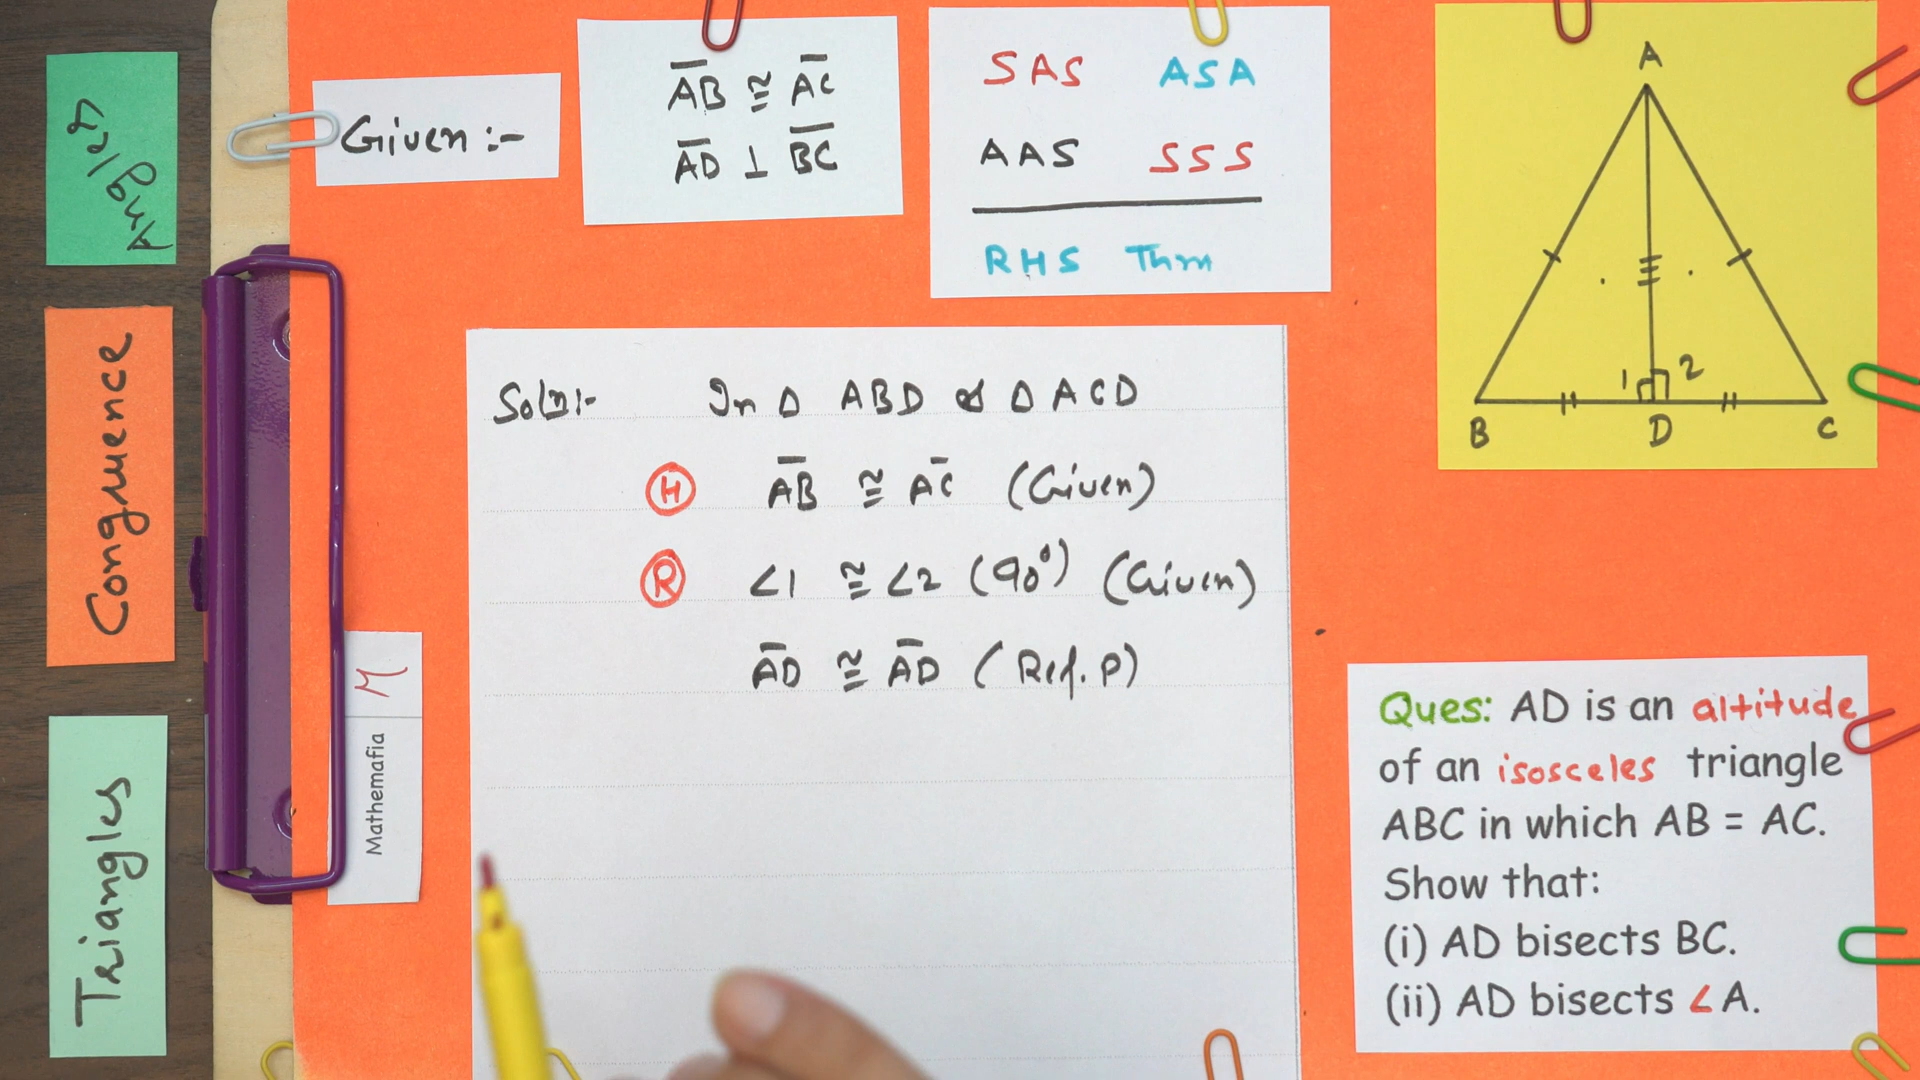 Angles
Congruence
Triangles
Given :-
AB ≅ AC
AD ⊥ BC
SAS ASA
AAS SSS
RHS Thm
A
1 2
B D C
Soln:- In Δ ABD & Δ ACD
H AB ≅ AC (Given)
R ∠1 ≅ ∠2 (90°) (Given)
AD ≅ AD (Ref. P)
M
Mathemafia
Ques: AD is an altitude
of an isosceles triangle
ABC in which AB = AC.
Show that:
(i) AD bisects BC.
(ii) AD bisects ∠A.